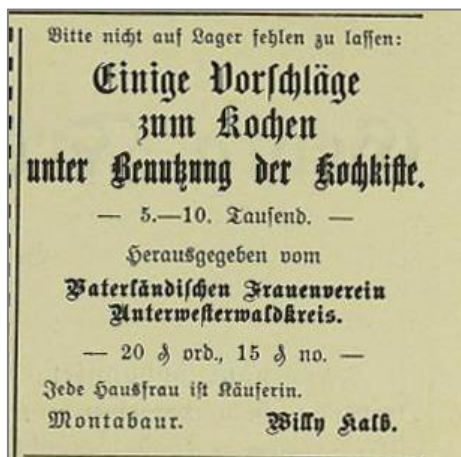 Bitte nicht auf Lager fehlen zu laſſen:
Einige Vorſchläge
zum Kochen
unter Benutzung der Kochkiſte.
— 5.—10. Tauſend. —
Herausgegeben vom
Vaterländiſchen Frauenverein
Unterweſterwaldkreis.
— 20 ₰ ord., 15 ₰ no. —
Jede Hausfrau iſt Käuferin.
Montabaur. Willy Kalb.